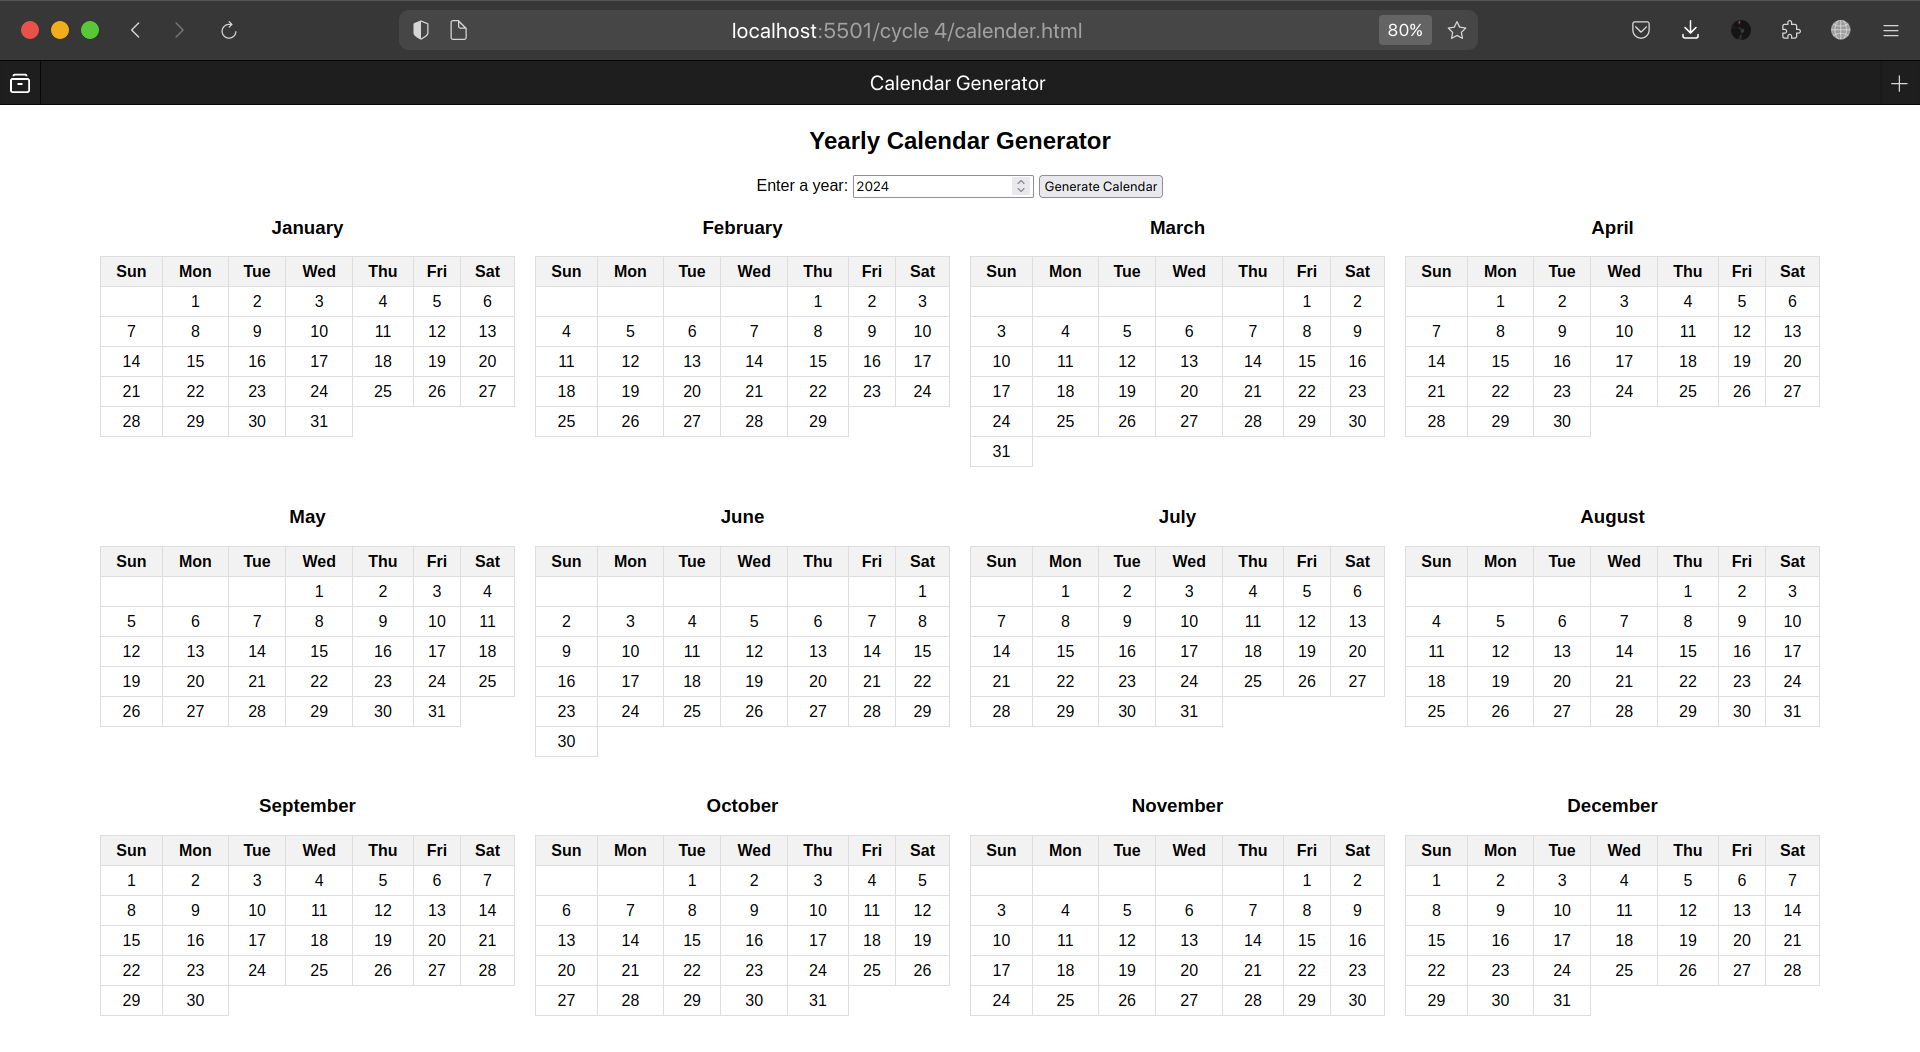 localhost:5501/cycle 4/calender.html 80%
Calendar Generator
Yearly Calendar Generator
Enter a year: 2024 Generate Calendar
January February March April
Sun Mon Tue Wed Thu Fri Sat Sun Mon Tue Wed Thu Fri Sat Sun Mon Tue Wed Thu Fri Sat Sun Mon Tue Wed Thu Fri Sat
1 2 3 4 5 6 1 2 3 1 2 1 2 3 4 5 6
7 8 9 10 11 12 13 4 5 6 7 8 9 10 3 4 5 6 7 8 9 7 8 9 10 11 12 13
14 15 16 17 18 19 20 11 12 13 14 15 16 17 10 11 12 13 14 15 16 14 15 16 17 18 19 20
21 22 23 24 25 26 27 18 19 20 21 22 23 24 17 18 19 20 21 22 23 21 22 23 24 25 26 27
28 29 30 31 25 26 27 28 29 24 25 26 27 28 29 30 28 29 30
31
May June July August
Sun Mon Tue Wed Thu Fri Sat Sun Mon Tue Wed Thu Fri Sat Sun Mon Tue Wed Thu Fri Sat Sun Mon Tue Wed Thu Fri Sat
1 2 3 4 1 1 2 3 4 5 6 1 2 3
5 6 7 8 9 10 11 2 3 4 5 6 7 8 7 8 9 10 11 12 13 4 5 6 7 8 9 10
12 13 14 15 16 17 18 9 10 11 12 13 14 15 14 15 16 17 18 19 20 11 12 13 14 15 16 17
19 20 21 22 23 24 25 16 17 18 19 20 21 22 21 22 23 24 25 26 27 18 19 20 21 22 23 24
26 27 28 29 30 31 23 24 25 26 27 28 29 28 29 30 31 25 26 27 28 29 30 31
30
September October November December
Sun Mon Tue Wed Thu Fri Sat Sun Mon Tue Wed Thu Fri Sat Sun Mon Tue Wed Thu Fri Sat Sun Mon Tue Wed Thu Fri Sat
1 2 3 4 5 6 7 1 2 3 4 5 1 2 1 2 3 4 5 6 7
8 9 10 11 12 13 14 6 7 8 9 10 11 12 3 4 5 6 7 8 9 8 9 10 11 12 13 14
15 16 17 18 19 20 21 13 14 15 16 17 18 19 10 11 12 13 14 15 16 15 16 17 18 19 20 21
22 23 24 25 26 27 28 20 21 22 23 24 25 26 17 18 19 20 21 22 23 22 23 24 25 26 27 28
29 30 27 28 29 30 31 24 25 26 27 28 29 30 29 30 31